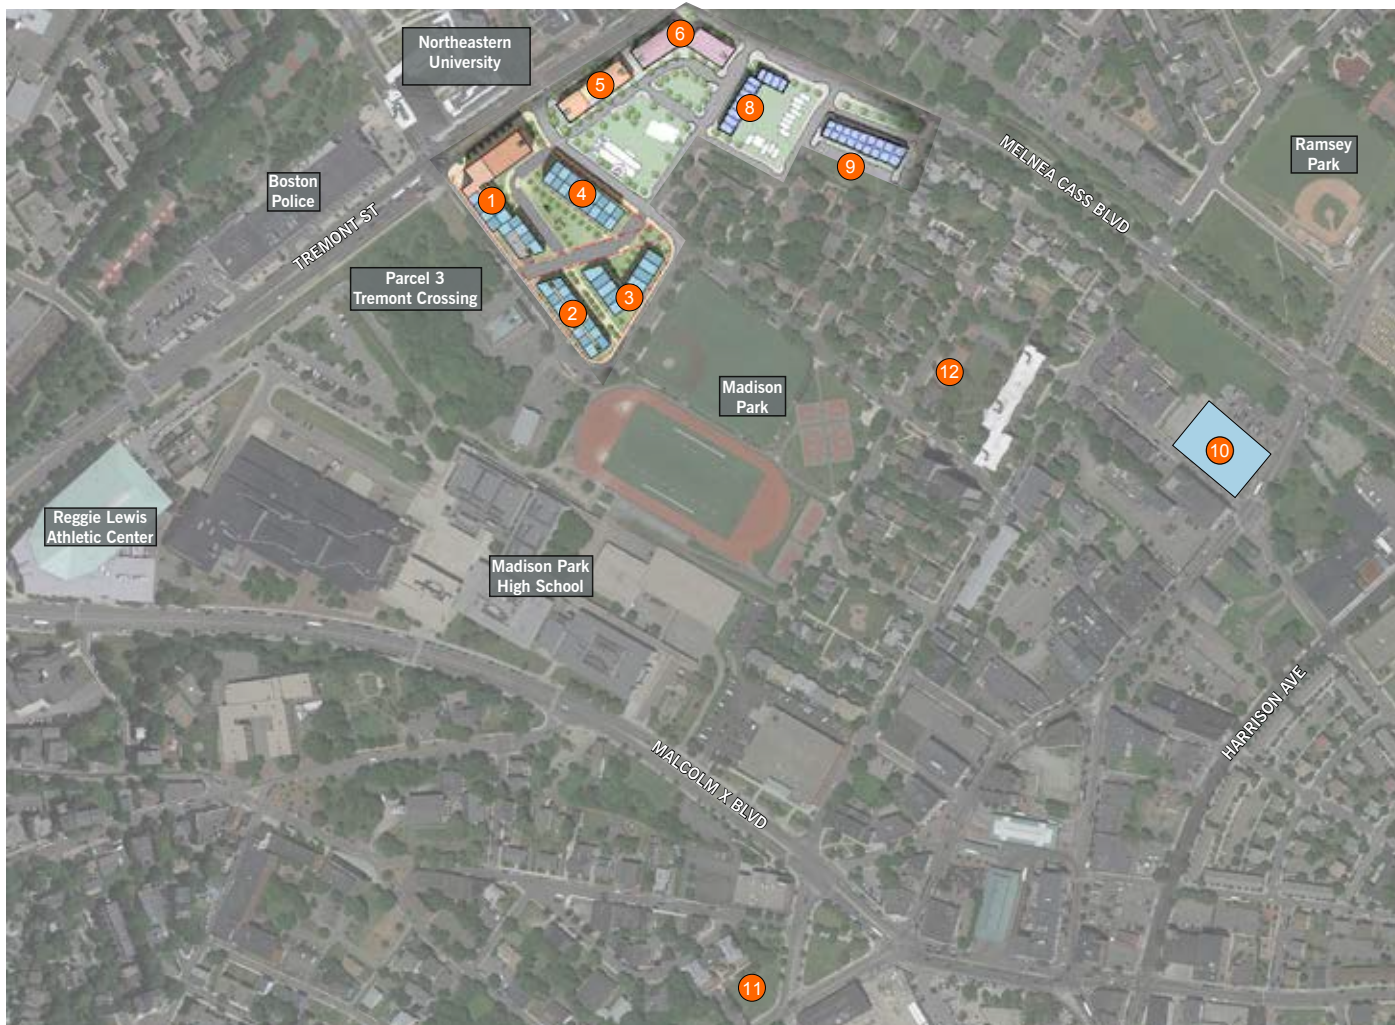 6
Northeastern
University
5
8
MELNEA CASS BLVD
Ramsey
Park
9
Boston
Police
4
1
TREMONT ST
Parcel 3
Tremont Crossing
3
2
12
Madison
Park
10
Reggie Lewis
Athletic Center
Madison Park
High School
HARRISON AVE
MALCOLM X BLVD
11